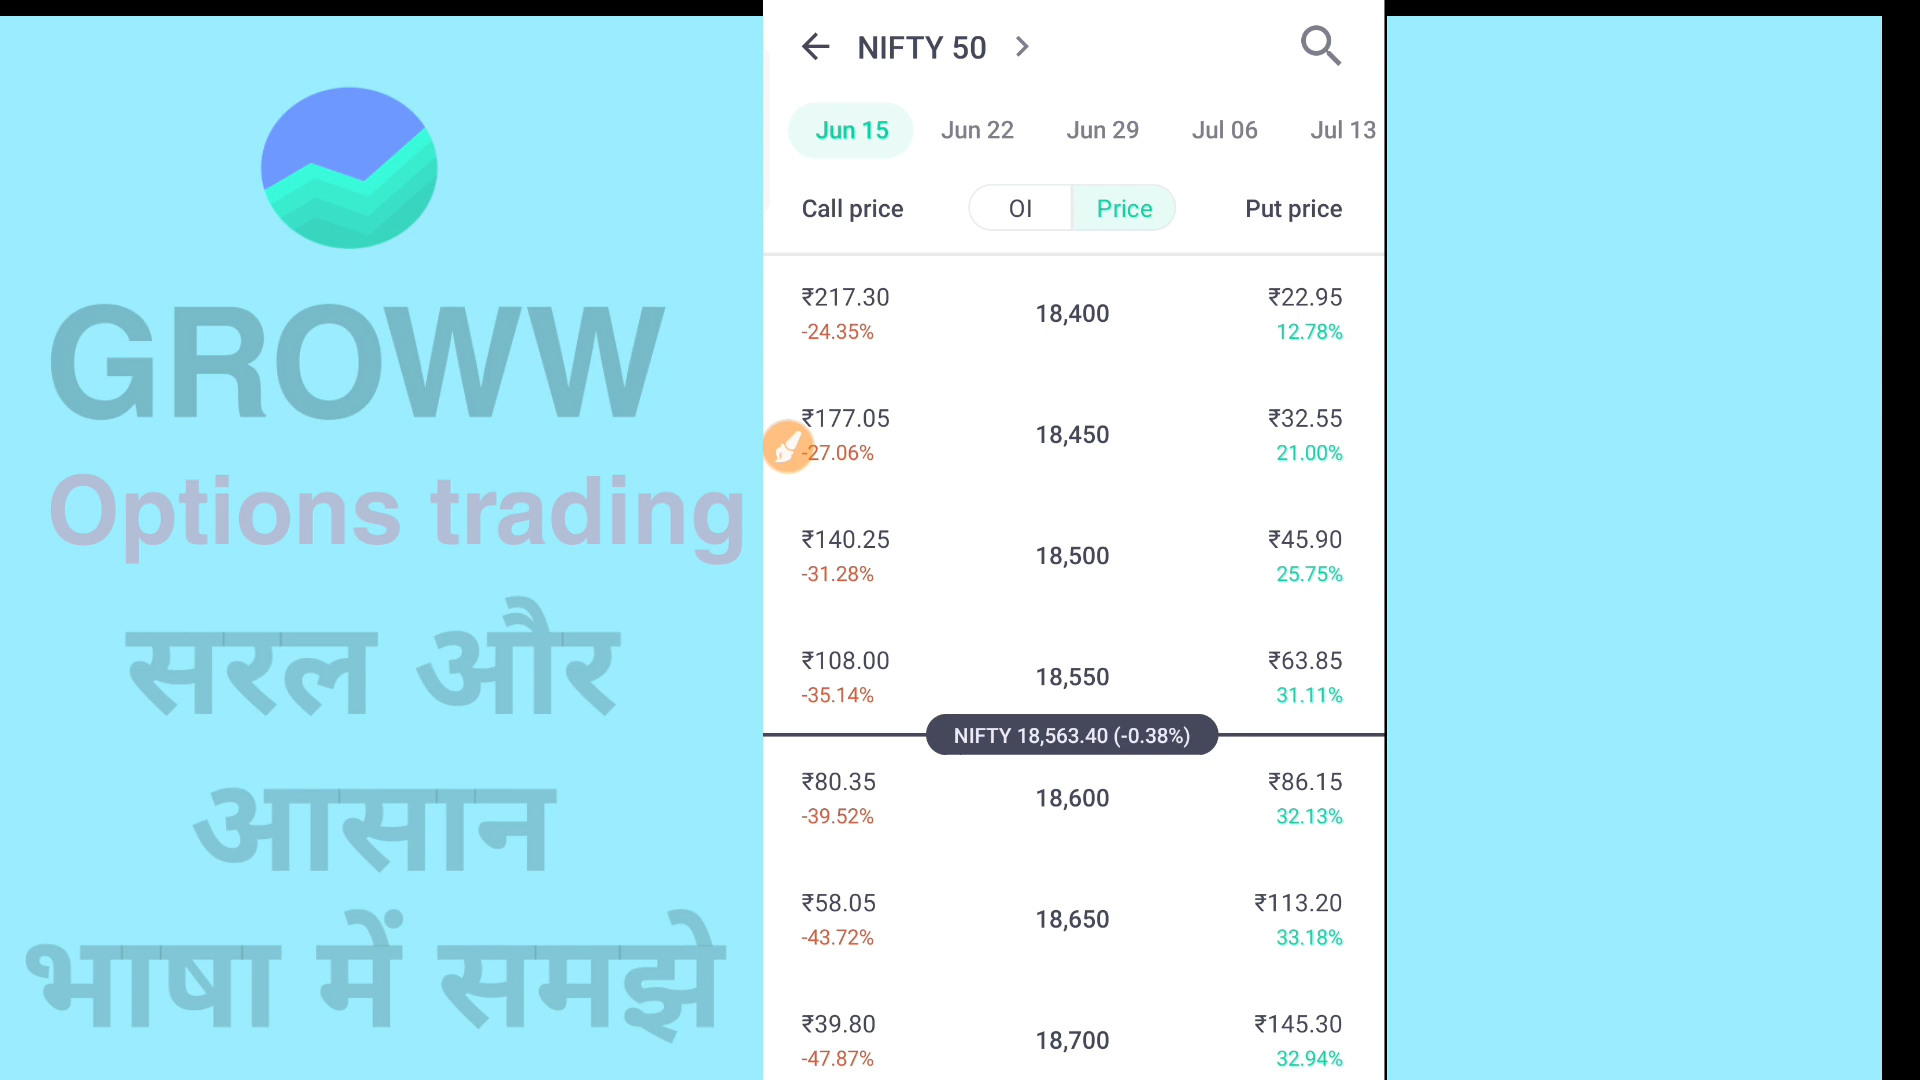 GROWW
Options trading
सरल और
आसान
भाषा में समझे
NIFTY 50
Jun 15 Jun 22 Jun 29 Jul 06 Jul 13
Call price OI Price Put price
₹217.30 18,400 ₹22.95
-24.35% 12.78%
₹177.05 18,450 ₹32.55
-27.06% 21.00%
₹140.25 18,500 ₹45.90
-31.28% 25.75%
₹108.00 18,550 ₹63.85
-35.14% 31.11%
NIFTY 18,563.40 (-0.38%)
₹80.35 18,600 ₹86.15
-39.52% 32.13%
₹58.05 18,650 ₹113.20
-43.72% 33.18%
₹39.80 18,700 ₹145.30
-47.87% 32.94%